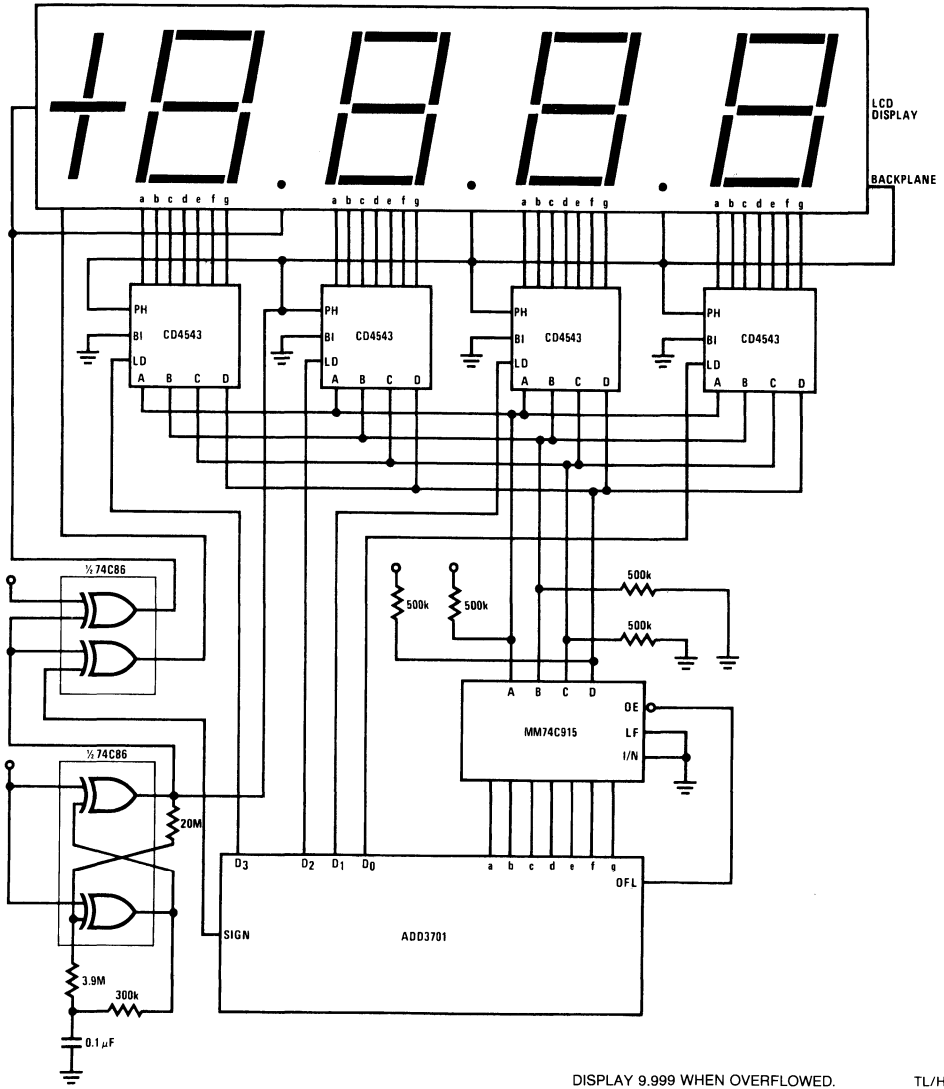 LCD
DISPLAY
BACKPLANE
a b c d e f g
a b c d e f g
a b c d e f g
a b c d e f g
PH
BI
LD
CD4543
A B C D
PH
BI
LD
CD4543
A B C D
PH
BI
LD
CD4543
A B C D
PH
BI
LD
CD4543
A B C D
½ 74C86
500k
500k
500k
500k
A B C D
OE
LF
I/N
MM74C915
½ 74C86
20M
D3 D2 D1 D0
a b c d e f g
OFL
SIGN
ADD3701
3.9M
300k
0.1 µF
DISPLAY 9.999 WHEN OVERFLOWED.
TL/H